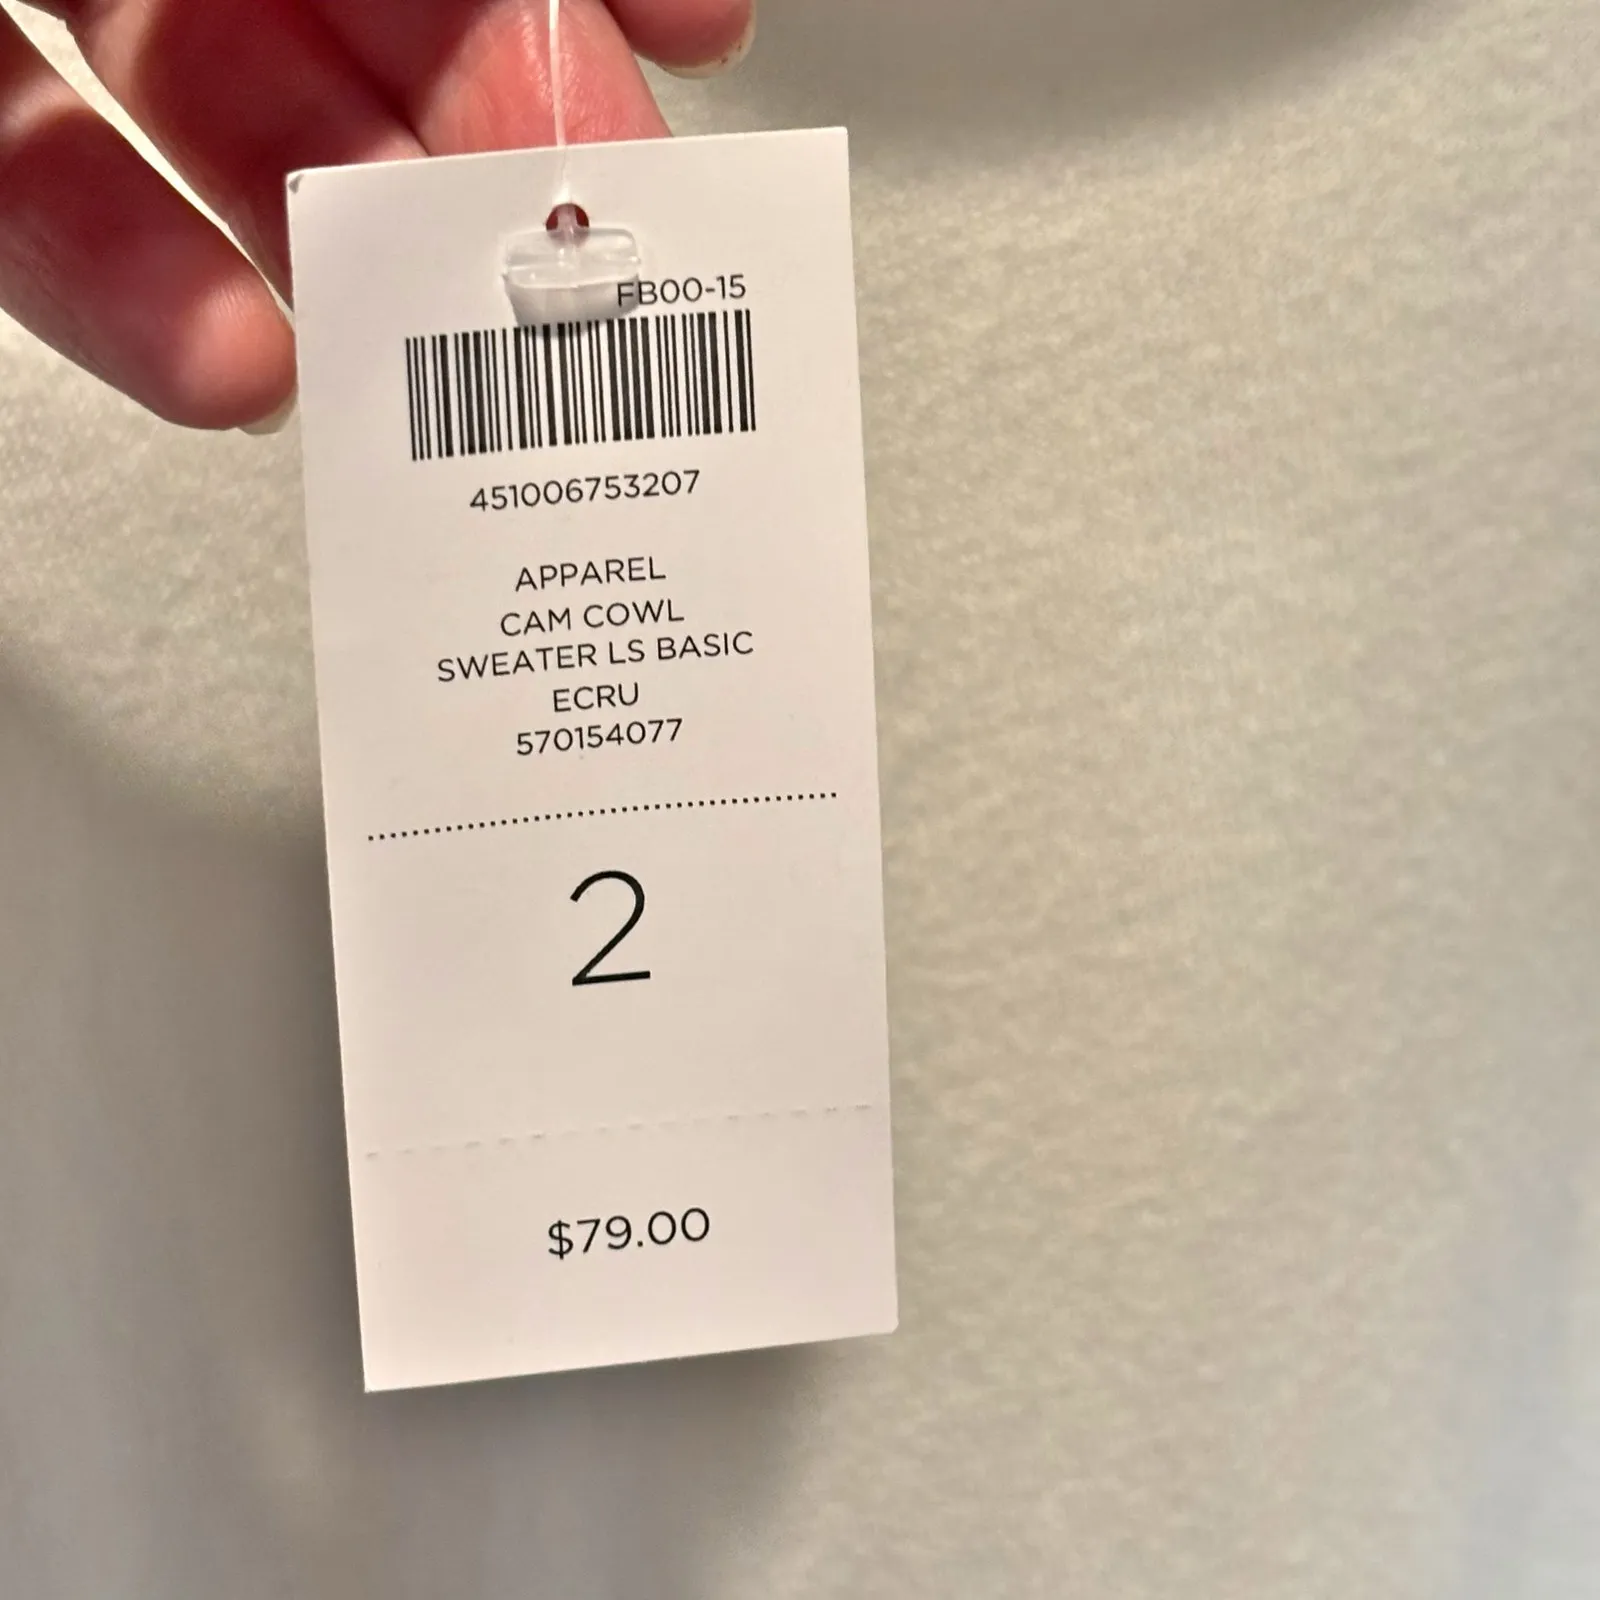 FB00-15
451006753207
APPAREL
CAM COWL
SWEATER LS BASIC
ECRU
570154077
2
$79.00